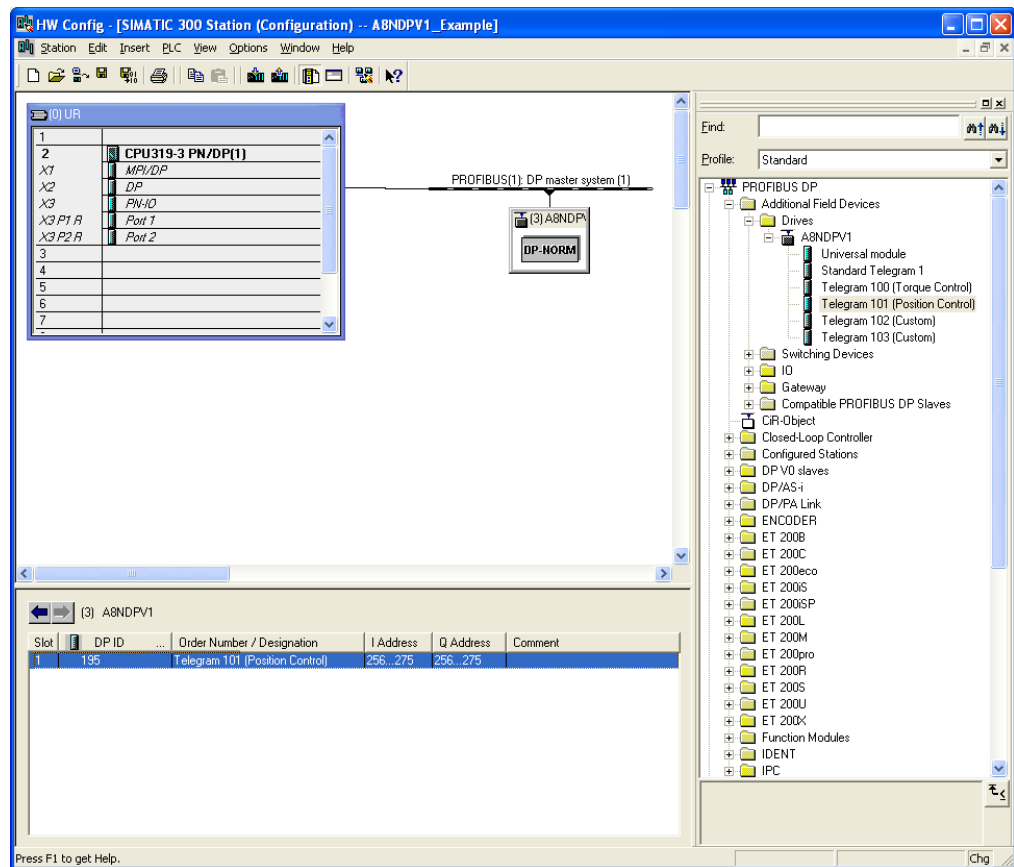 HW Config - [SIMATIC 300 Station (Configuration) -- A8NDPV1_Example]
Station Edit Insert PLC View Options Window Help
(0) UR
1
2 CPU319-3 PN/DP(1)
X1 MPI/DP
X2 DP
X3 PN-IO
X3 P1 R Port 1
X3 P2 R Port 2
3
4
5
6
7
PROFIBUS(1): DP master system (1)
(3) A8NDPV
DP-NORM
Find:
Profile: Standard
PROFIBUS DP
Additional Field Devices
Drives
A8NDPV1
Universal module
Standard Telegram 1
Telegram 100 (Torque Control)
Telegram 101 (Position Control)
Telegram 102 (Custom)
Telegram 103 (Custom)
Switching Devices
IO
Gateway
Compatible PROFIBUS DP Slaves
CiR-Object
Closed-Loop Controller
Configured Stations
DP V0 slaves
DP/AS-i
DP/PA Link
ENCODER
ET 200B
ET 200C
ET 200eco
ET 200iS
ET 200iSP
ET 200L
ET 200M
ET 200pro
ET 200R
ET 200S
ET 200U
ET 200X
Function Modules
IDENT
IPC
(3) A8NDPV1
Slot DP ID ... Order Number / Designation I Address Q Address Comment
1 195 Telegram 101 (Position Control) 256...275 256...275
Press F1 to get Help.
Chg